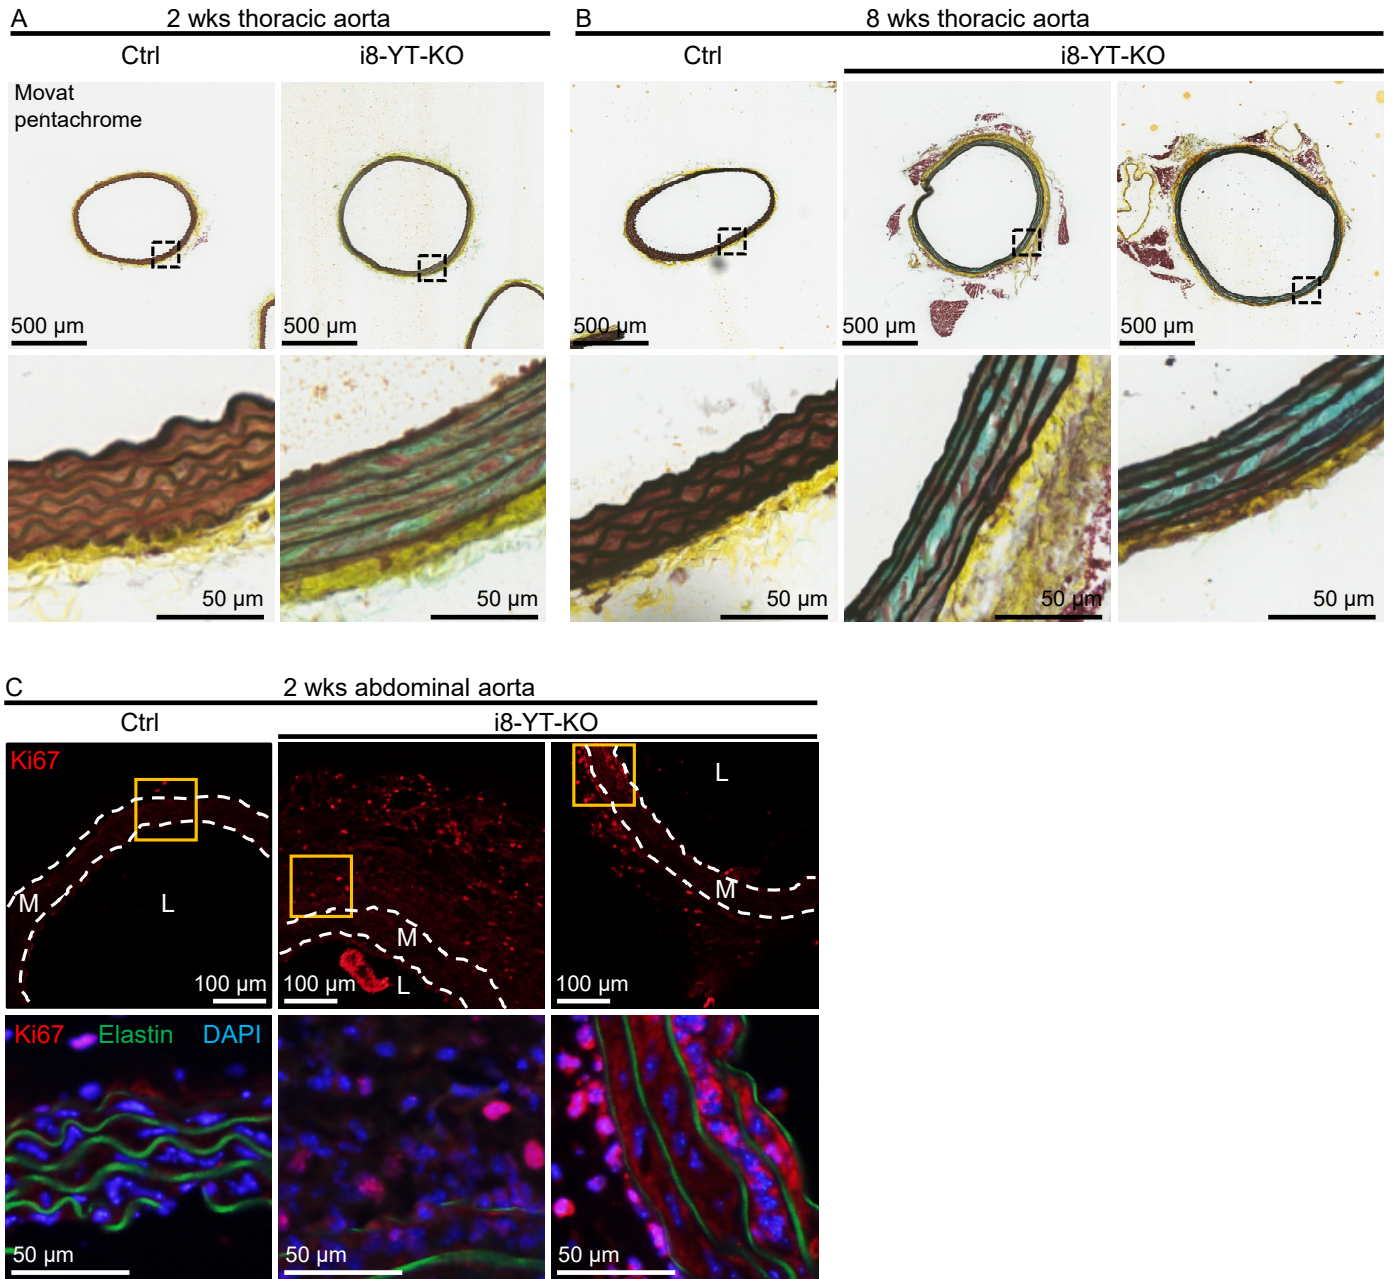 A
2 wks thoracic aorta
B
8 wks thoracic aorta
Ctrl
i8-YT-KO
Ctrl
i8-YT-KO
Movat
pentachrome
500 µm
500 µm
500 µm
500 µm
500 µm
50 µm
50 µm
50 µm
50 µm
50 µm
C
2 wks abdominal aorta
Ctrl
i8-YT-KO
Ki67
M
L
100 µm
M
L
100 µm
L
M
100 µm
Ki67 Elastin DAPI
50 µm
50 µm
50 µm